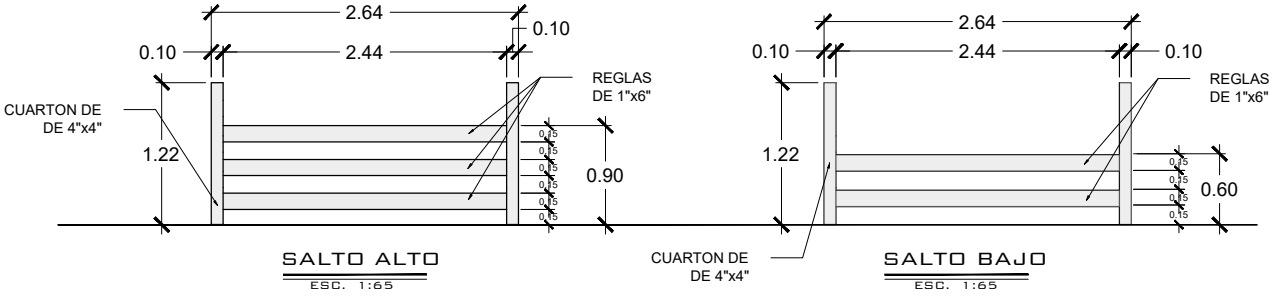 2.64
0.10
2.44
0.10
REGLAS
DE 1"x6"
CUARTON DE
DE 4"x4"
1.22
0.15
0.15
0.15
0.15
0.15
0.15
0.90
SALTO ALTO
ESC. 1:65
2.64
0.10
2.44
0.10
REGLAS
DE 1"x6"
1.22
0.15
0.15
0.15
0.15
0.60
CUARTON DE
DE 4"x4"
SALTO BAJO
ESC. 1:65